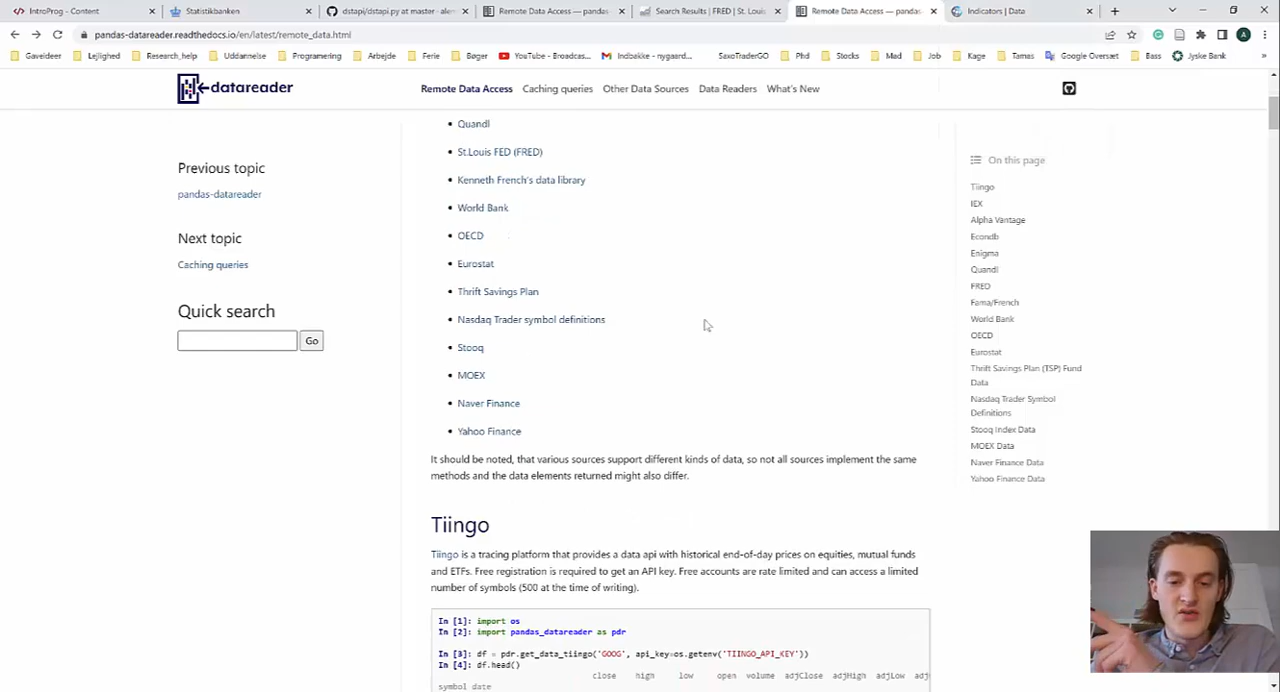 IntroProg - Content
Statistikbanken
dstapi/dstapi.py at master · alem
Remote Data Access — pandas-
Search Results | FRED | St. Loui
Remote Data Access — pandas-
Indicators | Data
pandas-datareader.readthedocs.io/en/latest/remote_data.html
Gaveideer
Lejlighed
Research_help
Uddannelse
Programering
Arbejde
Ferie
Bøger
YouTube - Broadcas...
Indbakke - nygaard...
SaxoTraderGO
Phd
Stocks
Mad
Job
Kage
Tamas
Google Oversæt
Bass
Jyske Bank
datareader
Remote Data Access
Caching queries
Other Data Sources
Data Readers
What's New
Previous topic
pandas-datareader
Next topic
Caching queries
Quick search
Go
• Quandl
• St.Louis FED (FRED)
• Kenneth French's data library
• World Bank
• OECD
• Eurostat
• Thrift Savings Plan
• Nasdaq Trader symbol definitions
• Stooq
• MOEX
• Naver Finance
• Yahoo Finance
It should be noted, that various sources support different kinds of data, so not all sources implement the same
methods and the data elements returned might also differ.
Tiingo
Tiingo is a tracing platform that provides a data api with historical end-of-day prices on equities, mutual funds
and ETFs. Free registration is required to get an API key. Free accounts are rate limited and can access a limited
number of symbols (500 at the time of writing).
In [1]: import os
In [2]: import pandas_datareader as pdr
In [3]: df = pdr.get_data_tiingo('GOOG', api_key=os.getenv('TIINGO_API_KEY'))
In [4]: df.head()
close high low open volume adjClose adjHigh adjLow adj
symbol date
On this page
Tiingo
IEX
Alpha Vantage
Econdb
Enigma
Quandl
FRED
Fama/French
World Bank
OECD
Eurostat
Thrift Savings Plan (TSP) Fund
Data
Nasdaq Trader Symbol
Definitions
Stooq Index Data
MOEX Data
Naver Finance Data
Yahoo Finance Data